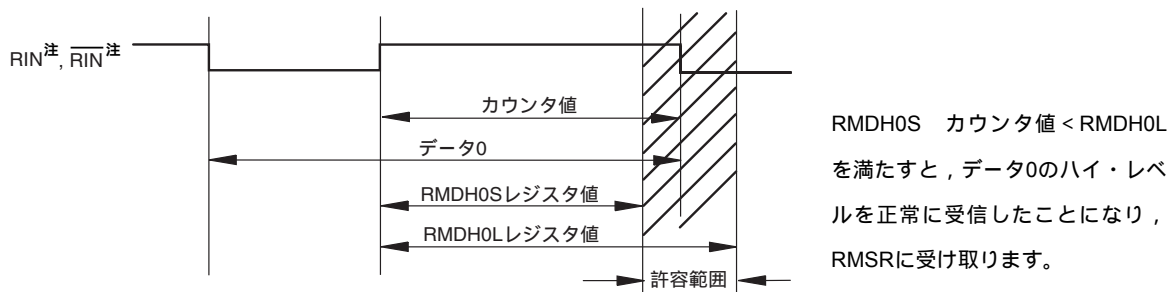 RIN注, RIN注
カウンタ値
データ0
RMDH0Sレジスタ値
RMDH0Lレジスタ値
許容範囲
RMDH0S　カウンタ値＜RMDH0L
を満たすと，データ0のハイ・レベ
ルを正常に受信したことになり，
RMSRに受け取ります。